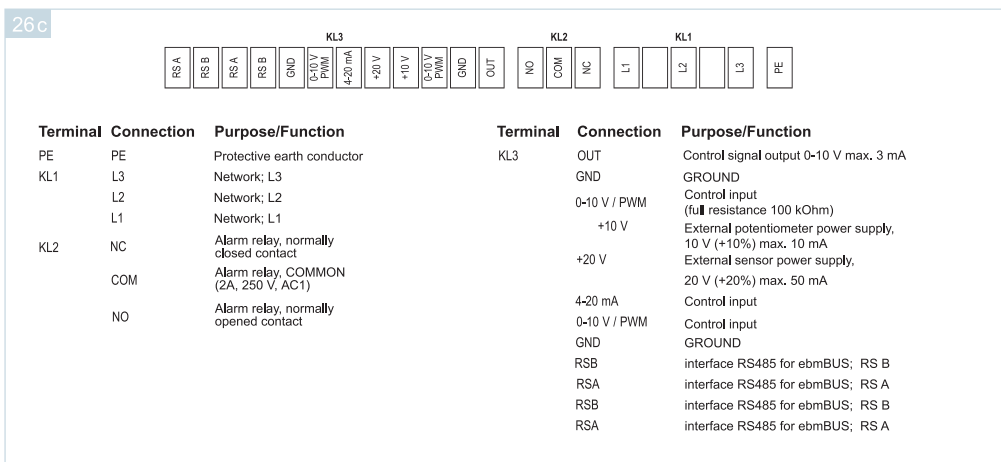 26c
KL3 KL2 KL1
RS A RS B RS A RS B GND 0-10 V PWM 4-20 mA +20 V +10 V 0-10 V PWM GND OUT NO COM NC L1 L2 L3 PE
Terminal Connection Purpose/Function
PE PE Protective earth conductor
KL1 L3 Network; L3
L2 Network; L2
L1 Network; L1
KL2 NC Alarm relay, normally
closed contact
COM Alarm relay, COMMON
(2A, 250 V, AC1)
NO Alarm relay, normally
opened contact
Terminal Connection Purpose/Function
KL3 OUT Control signal output 0-10 V max. 3 mA
GND GROUND
0-10 V / PWM Control input
(full resistance 100 kOhm)
+10 V External potentiometer power supply,
10 V (+10%) max. 10 mA
+20 V External sensor power supply,
20 V (+20%) max. 50 mA
4-20 mA Control input
0-10 V / PWM Control input
GND GROUND
RSB interface RS485 for ebmBUS; RS B
RSA interface RS485 for ebmBUS; RS A
RSB interface RS485 for ebmBUS; RS B
RSA interface RS485 for ebmBUS; RS A